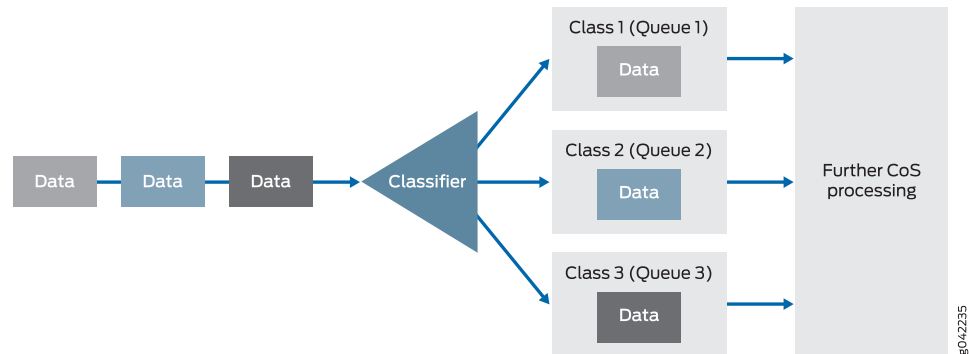 Data
Data
Data
Classifier
Class 1 (Queue 1)
Data
Class 2 (Queue 2)
Data
Class 3 (Queue 3)
Data
Further CoS
processing
g042235